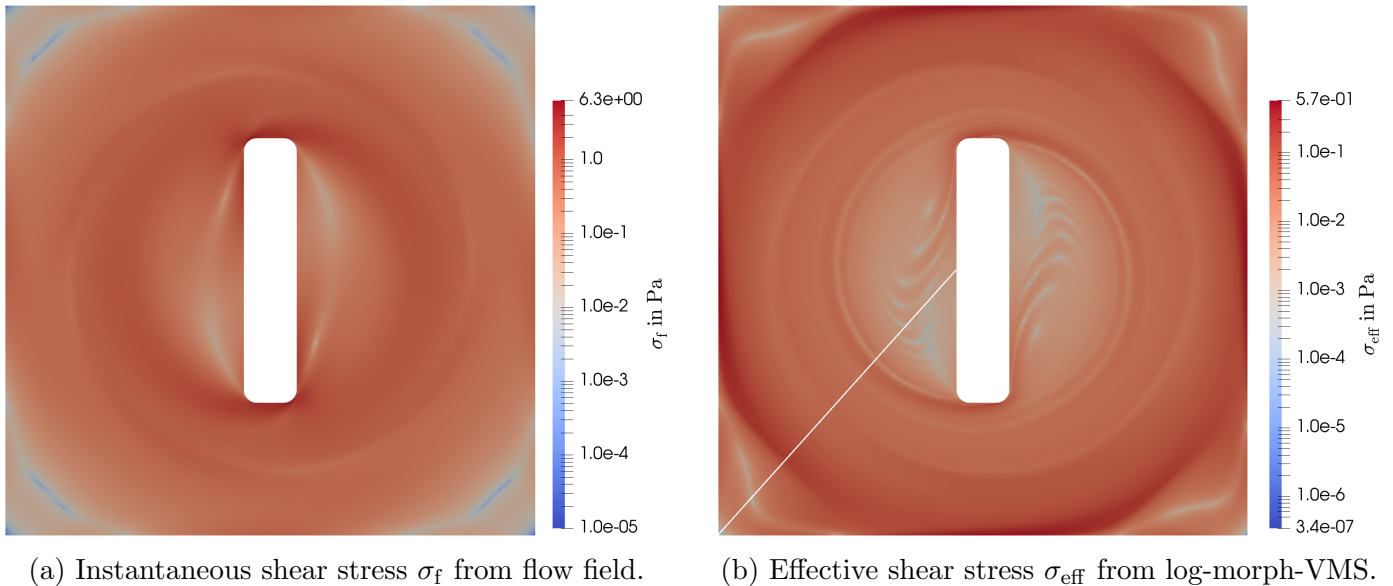 6.3e+00
1.0
1.0e-1
1.0e-2
1.0e-3
1.0e-4
1.0e-05
σf in Pa
5.7e-01
1.0e-1
1.0e-2
1.0e-3
1.0e-4
1.0e-5
1.0e-6
3.4e-07
σeff in Pa
(a) Instantaneous shear stress σf from flow field.
(b) Effective shear stress σeff from log-morph-VMS.